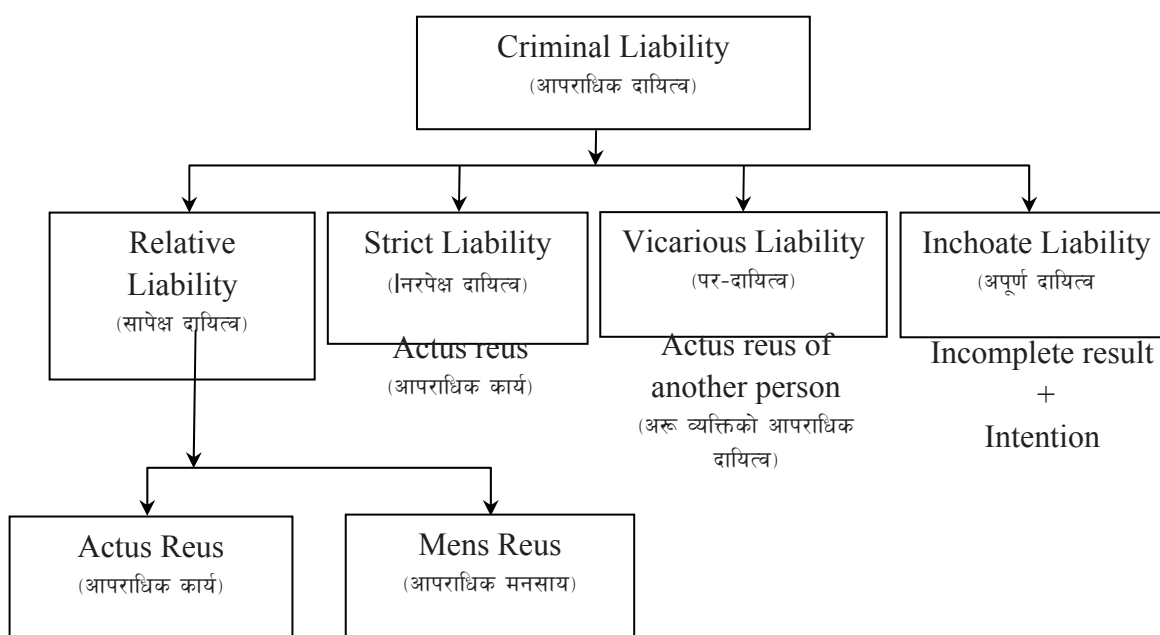 Criminal Liability
(आपराधिक दायित्व)
Relative
Liability
(सापेक्ष दायित्व)
Strict Liability
(निरपेक्ष दायित्व)
Actus reus
(आपराधिक कार्य)
Vicarious Liability
(पर-दायित्व)
Actus reus of
another person
(अरू व्यक्तिको आपराधिक
दायित्व)
Inchoate Liability
(अपूर्ण दायित्व
Incomplete result
+
Intention
Actus Reus
(आपराधिक कार्य)
Mens Reus
(आपराधिक मनसाय)